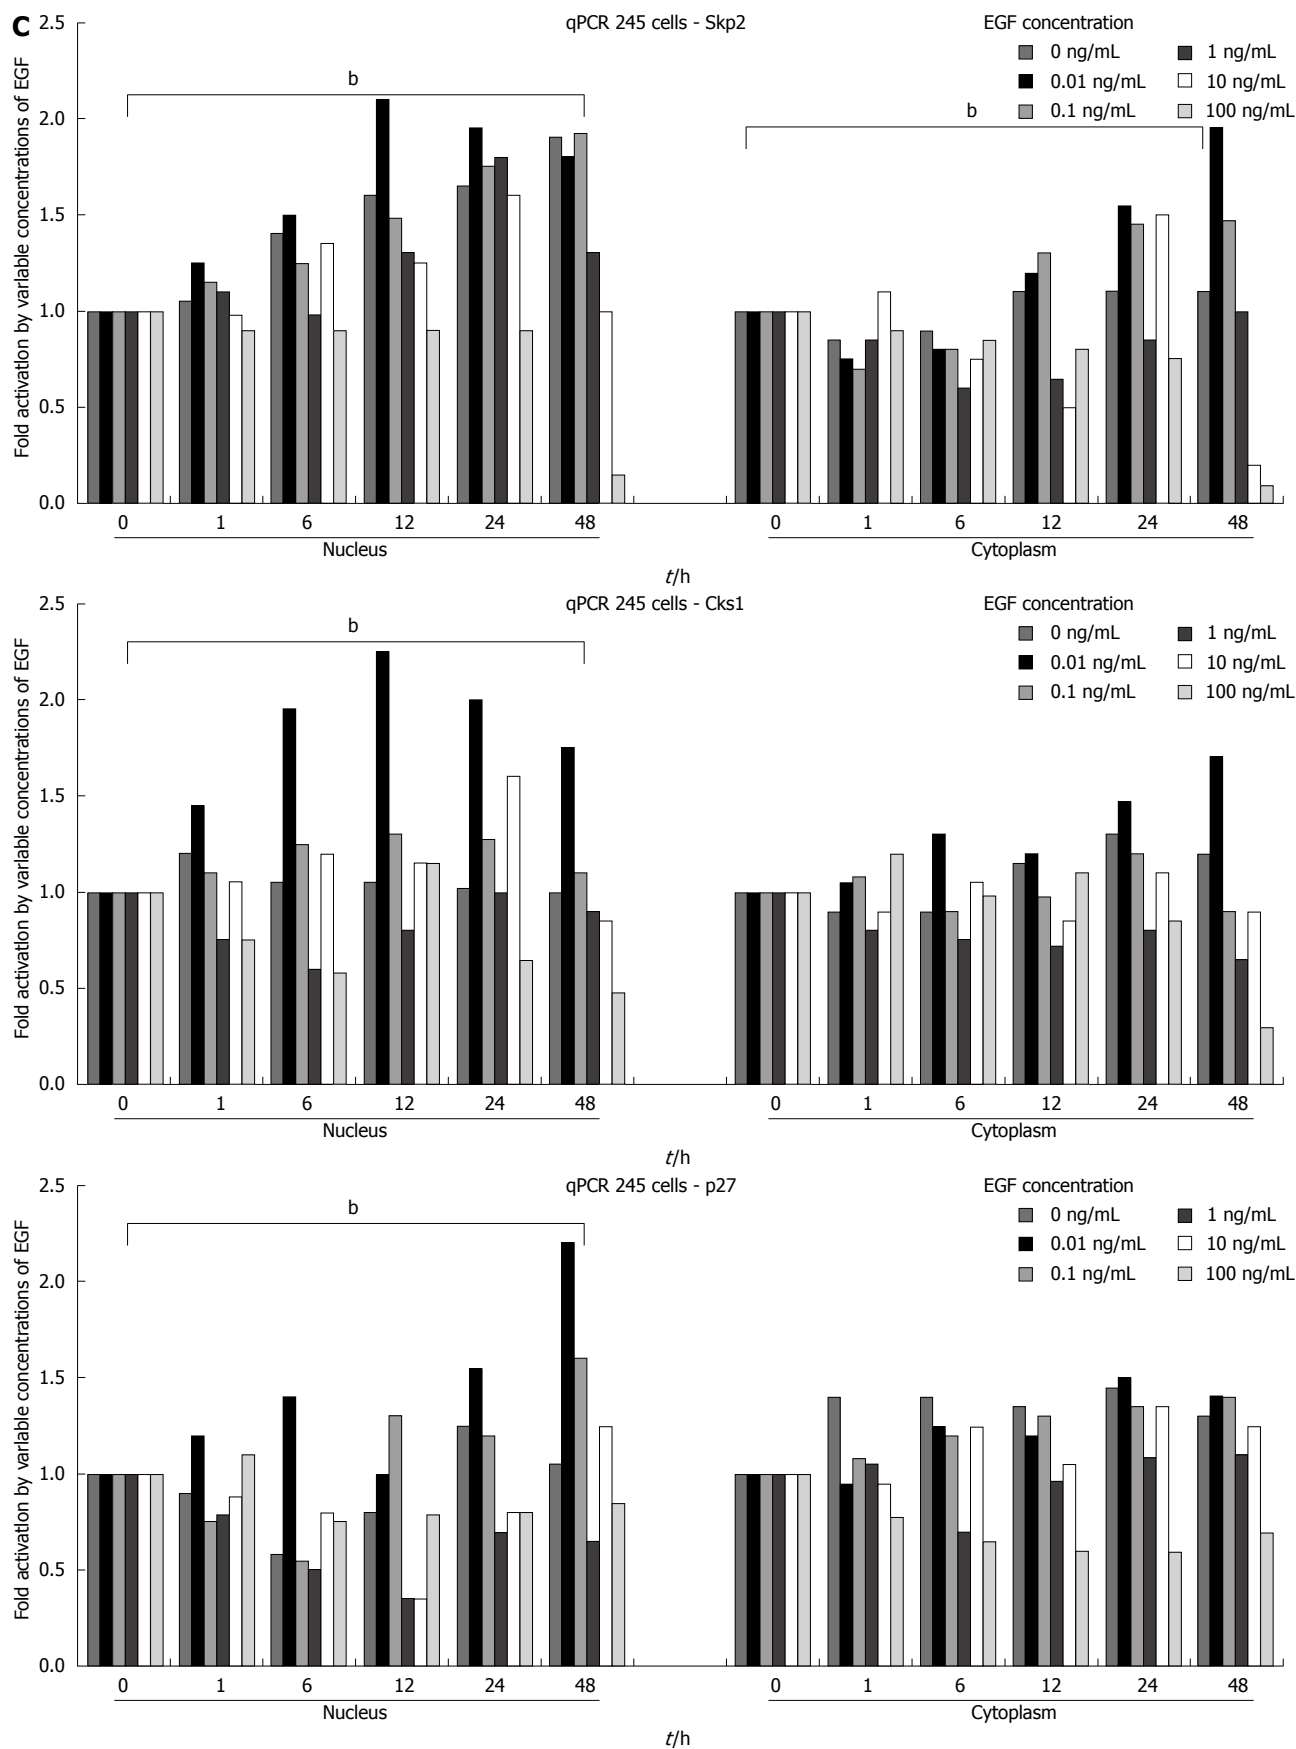 C
qPCR 245 cells - Skp2
EGF concentration
0 ng/mL
1 ng/mL
0.01 ng/mL
10 ng/mL
0.1 ng/mL
100 ng/mL
Fold activation by varlable concentrations of EGF
2.5
2.0
1.5
1.0
0.5
0.0
b
b
0 1 6 12 24 48
0 1 6 12 24 48
Nucleus
Cytoplasm
t/h
qPCR 245 cells - Cks1
EGF concentration
0 ng/mL
1 ng/mL
0.01 ng/mL
10 ng/mL
0.1 ng/mL
100 ng/mL
Fold activation by varlable concentrations of EGF
2.5
2.0
1.5
1.0
0.5
0.0
b
0 1 6 12 24 48
0 1 6 12 24 48
Nucleus
Cytoplasm
t/h
qPCR 245 cells - p27
EGF concentration
0 ng/mL
1 ng/mL
0.01 ng/mL
10 ng/mL
0.1 ng/mL
100 ng/mL
Fold activation by varlable concentrations of EGF
2.5
2.0
1.5
1.0
0.5
0.0
b
0 1 6 12 24 48
0 1 6 12 24 48
Nucleus
Cytoplasm
t/h